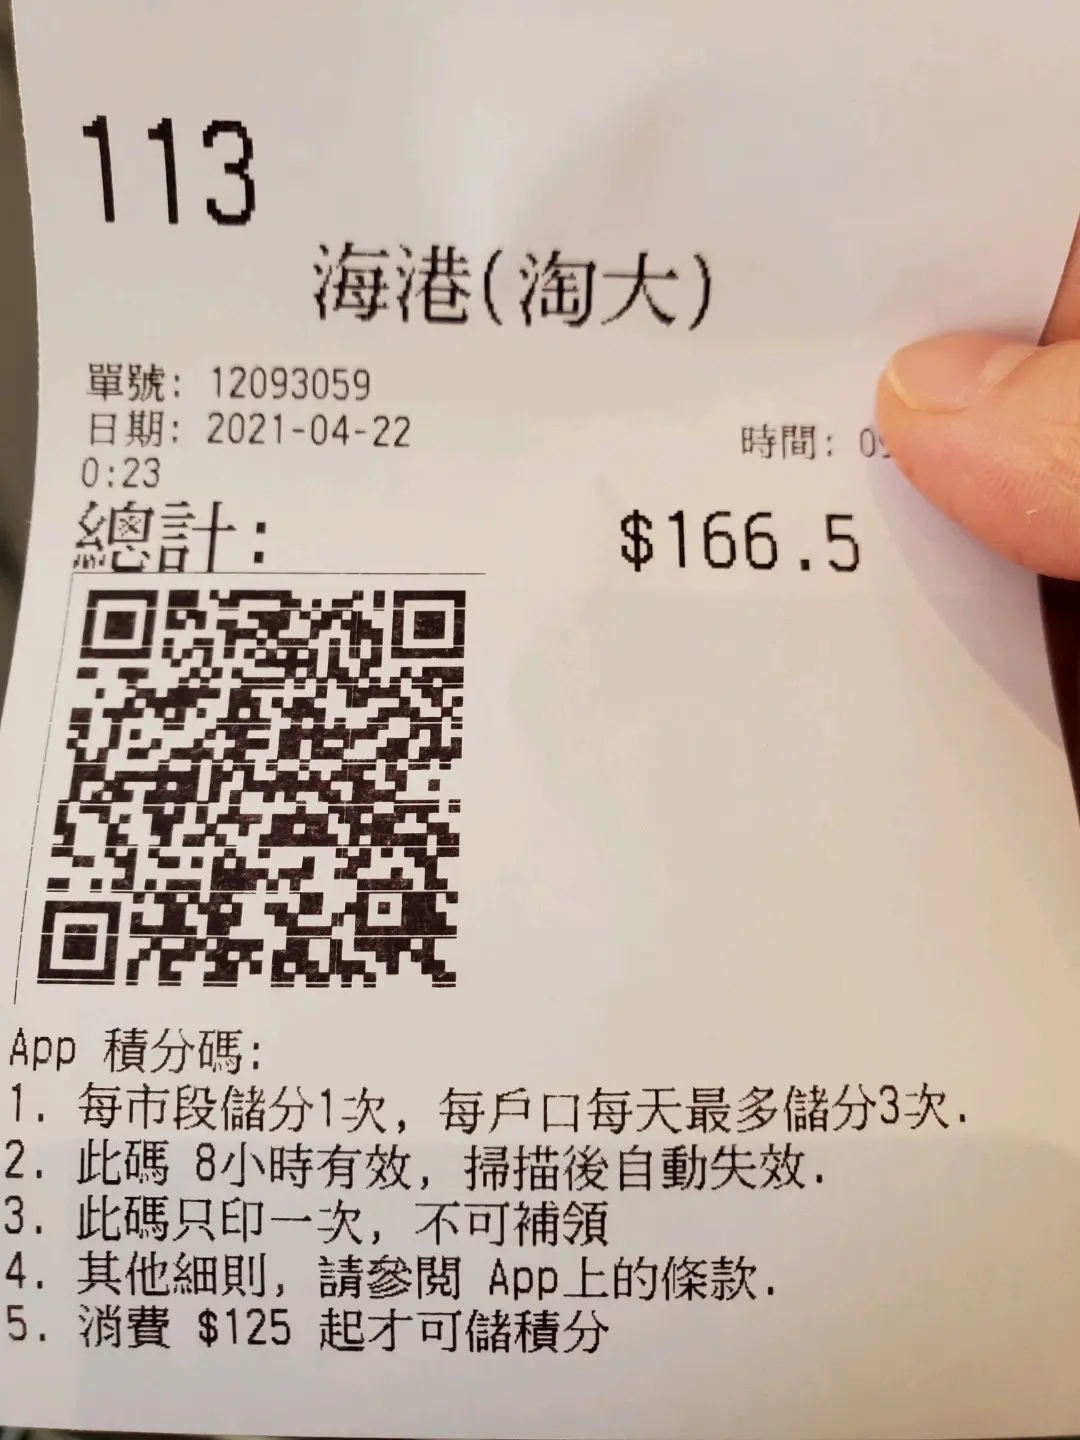 113
海港(淘大)
單號: 12093059
日期: 2021-04-22
時間: 09
0:23
總計:
$166.5
App 積分碼:
1. 每市段儲分1次, 每戶口每天最多儲分3次.
2. 此碼 8小時有效, 掃描後自動失效.
3. 此碼只印一次, 不可補領
4. 其他細則, 請參閱 App上的條款.
5. 消費 $125 起才可儲積分